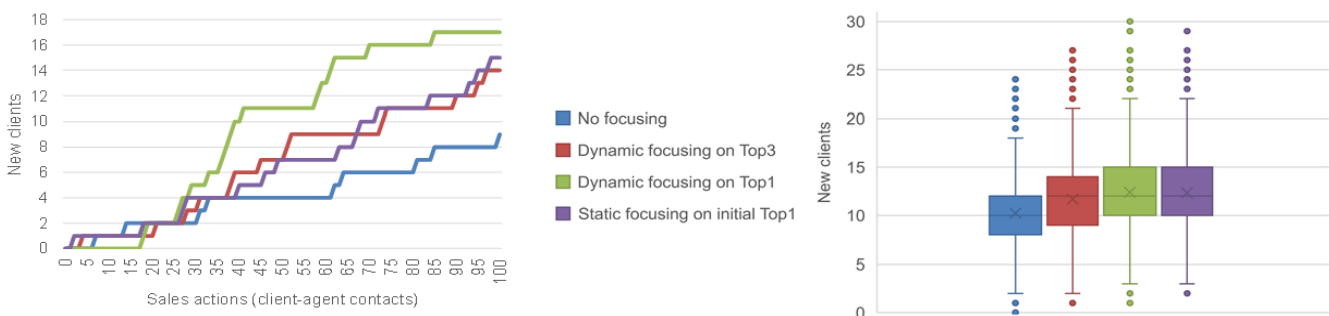 18
16
14
12
10
8
6
4
2
0
New clients
0 5 10 15 20 25 30 35 40 45 50 55 60 65 70 75 80 85 90 95 100
Sales actions (client-agent contacts)
No focusing
Dynamic focusing on Top3
Dynamic focusing on Top1
Static focusing on initial Top1
30
25
20
15
10
5
0
New clients